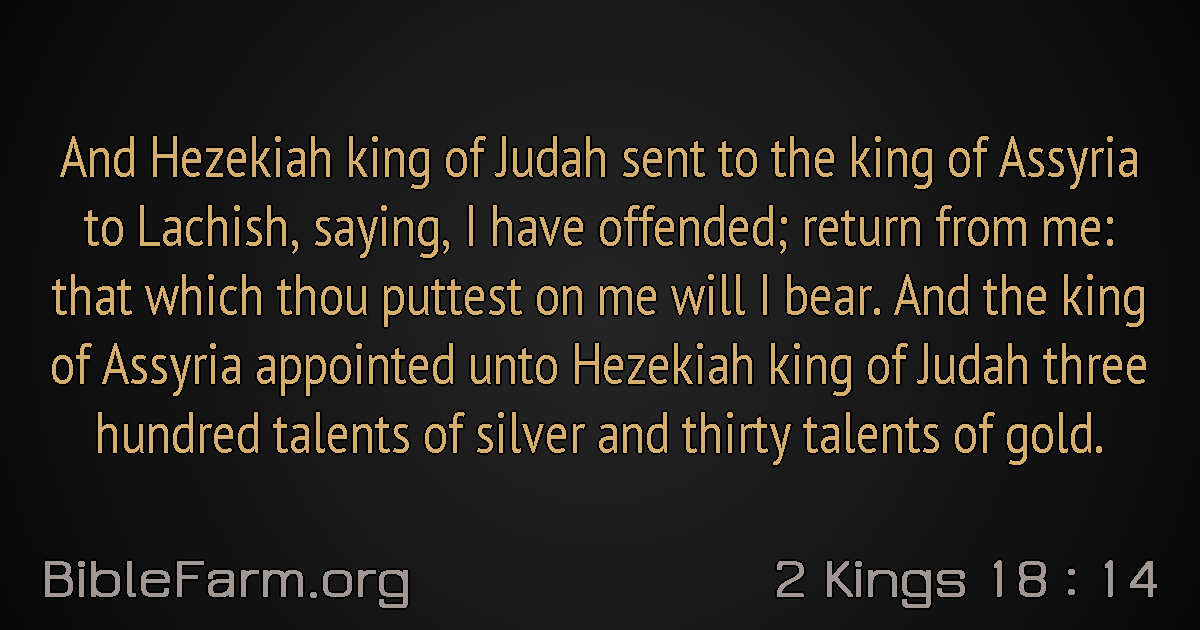 And Hezekiah king of Judah sent to the king of Assyria
to Lachish, saying, I have offended; return from me:
that which thou puttest on me will I bear. And the king
of Assyria appointed unto Hezekiah king of Judah three
hundred talents of silver and thirty talents of gold.
BibleFarm.org
2 Kings 18 : 14